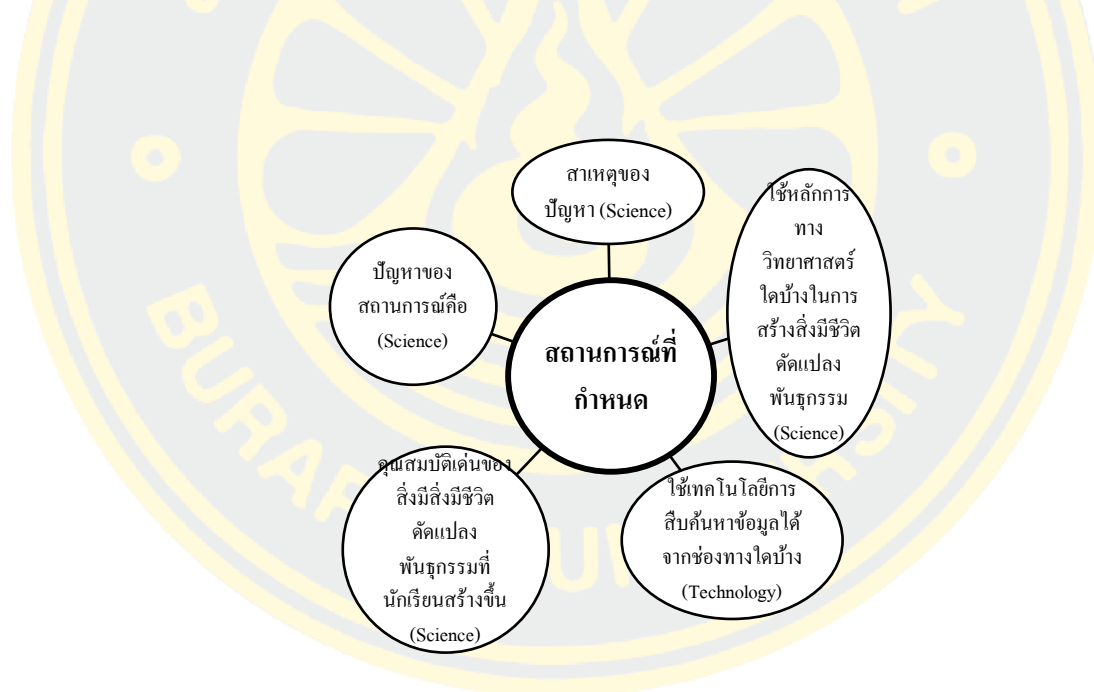 สาเหตุของ
ปัญหา (Science)
ใช้หลักการ
ทาง
วิทยาศาสตร์
ใดบ้างในการ
สร้างสิ่งมีชีวิต
ดัดแปลง
พันธุกรรม
(Science)
ปัญหาของ
สถานการณ์คือ
(Science)
สถานการณ์ที่
กำหนด
คุณสมบัติเด่นของ
สิ่งมีสิ่งมีชีวิต
ดัดแปลง
พันธุกรรมที่
นักเรียนสร้างขึ้น
(Science)
ใช้เทคโนโลยีการ
สืบค้นหาข้อมูลได้
จากช่องทางใดบ้าง
(Technology)